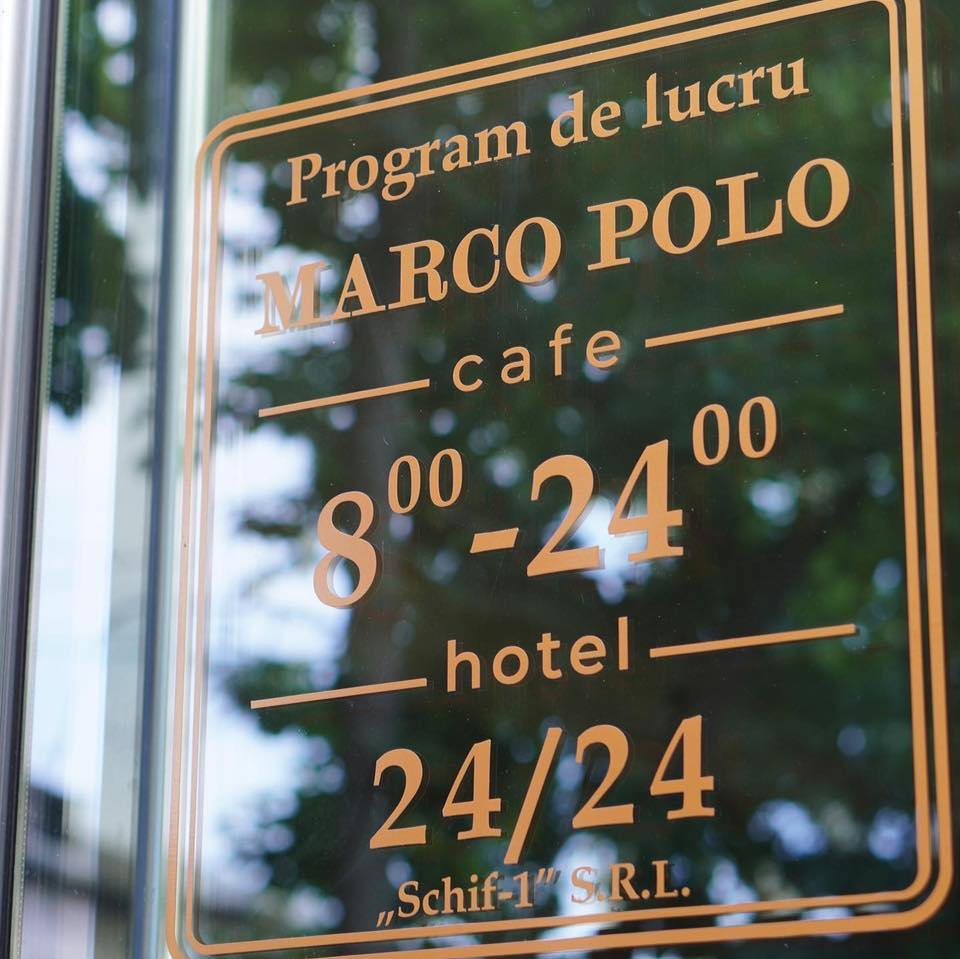 Program de lucru
MARCO POLO
cafe
8⁰⁰-24⁰⁰
hotel
24/24
„Schif-1” S.R.L.